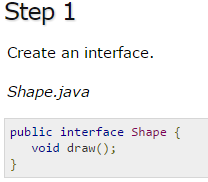 Step 1
Create an interface.
Shape.java
public interface Shape {
   void draw();
}